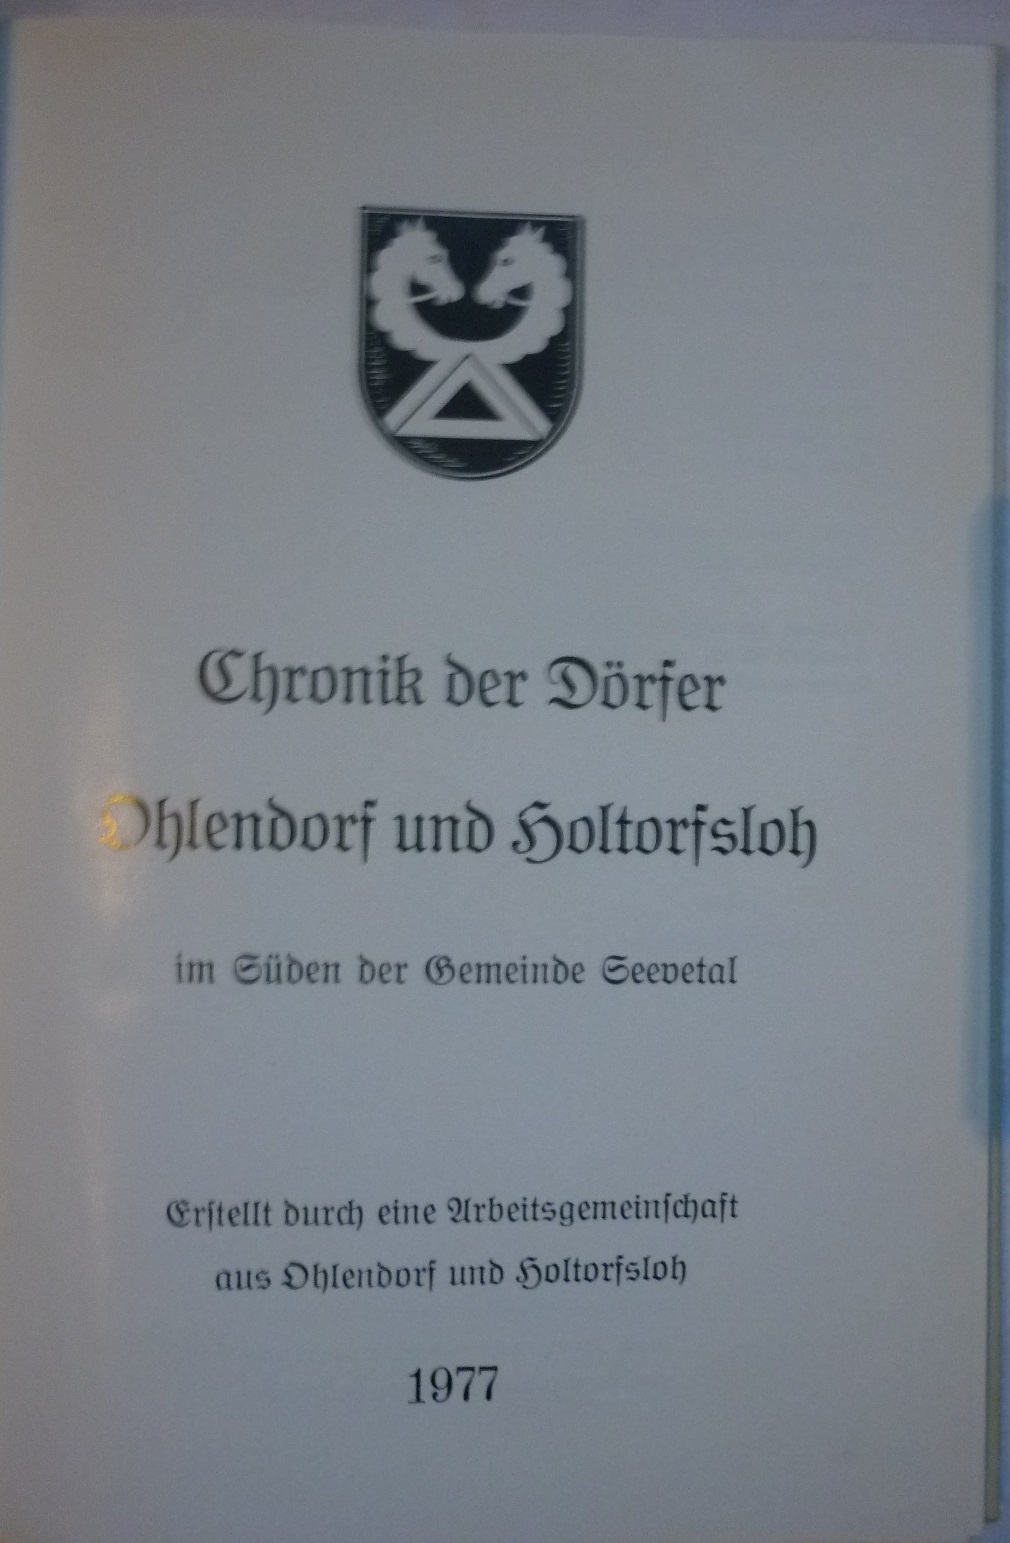 Chronik der Dörfer
Ohlendorf und Holtorfsloh
im Süden der Gemeinde Seevetal
Erſtellt durch eine Arbeitsgemeinſchaft
aus Ohlendorf und Holtorfsloh
1977